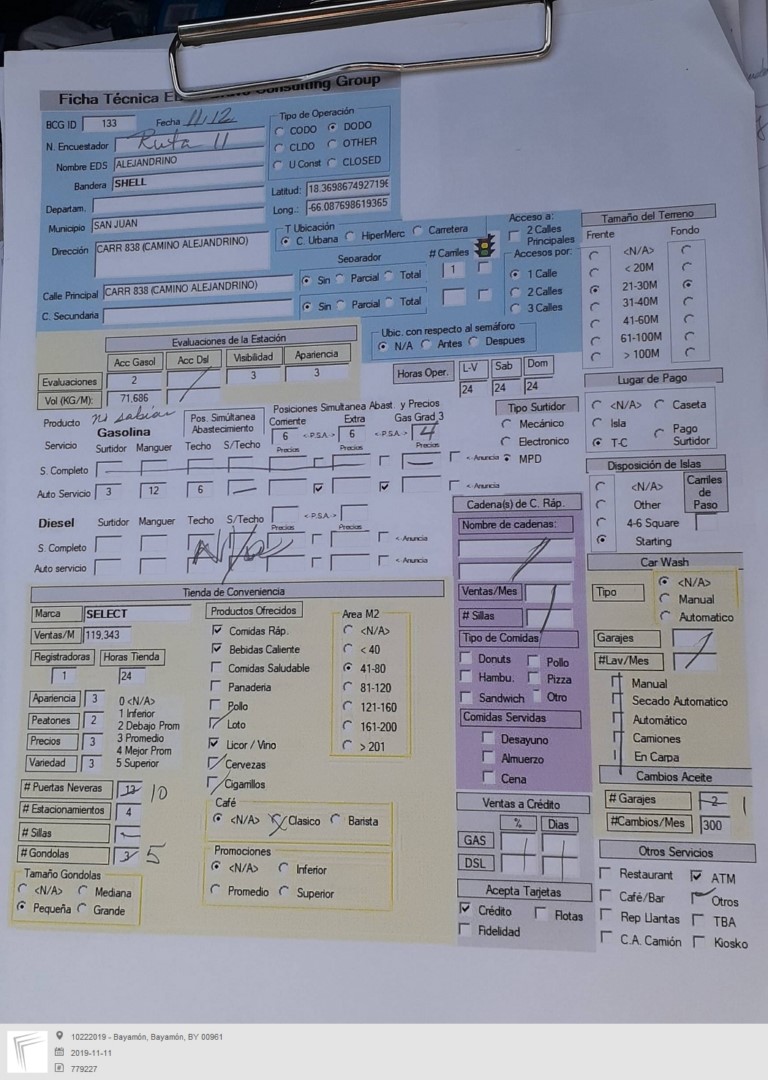 Ficha Técnica Consulting Group
BCG ID 133 Fecha 11/12
N. Encuestador Ruta 11
Nombre EDS ALEJANDRINO
Bandera SHELL
Departam.
Municipio SAN JUAN
Dirección CARR 838 (CAMINO ALEJANDRINO)
Calle Principal CARR 838 (CAMINO ALEJANDRINO)
C. Secundaria
Tipo de Operación
CODO DODO
CLDO OTHER
U Const CLOSED
Latitud: 18.3698674927196
Long.: -66.087698619365
T Ubicación
C. Urbana HiperMerc Carretera
Separador # Carriles
Sin Parcial Total 1
Sin Parcial Total
Acceso a:
2 Calles
Principales
Accesos por:
1 Calle
2 Calles
3 Calles
Ubic. con respecto al semáforo
N/A Antes Despues
Tamaño del Terreno
Frente Fondo
<N/A>
< 20M
21-30M
31-40M
41-60M
61-100M
> 100M
Evaluaciones de la Estación
Acc Gasol Acc Dsl Visibilidad Apariencia
Evaluaciones 2 3 3
Vol (KG/M): 71,686
Horas Oper. L-V Sab Dom
24 24 24
Lugar de Pago
<N/A> Caseta
Isla Pago
T-C Surtidor
Producto ni sabian
Gasolina
Pos. Simúltanea
Abastecimiento
Posiciones Simultanea Abast. y Precios
Corriente Extra Gas Grad 3
6 <-P.S.A-> 6 <-P.S.A-> 4
Servicio Surtidor Manguer Techo S/Techo Precios Precios Precios
S. Completo <-Anuncia
Auto Servicio 3 12 6 <-Anuncia
Tipo Surtidor
Mecánico
Electronico
MPD
Diesel Surtidor Manguer Techo S/Techo Precios <-P.S.A-> Precios
S. Completo N/a <-Anuncia
Auto servicio <-Anuncia
Disposición de Islas
<N/A> Carriles
Other de
4-6 Square Paso
Starting
Tienda de Conveniencia
Marca SELECT
Ventas/M 119,343
Registradoras Horas Tienda
1 24
Apariencia 3
Peatones 2
Precios 3
Variedad 3
0 <N/A>
1 Inferior
2 Debajo Prom
3 Promedio
4 Mejor Prom
5 Superior
# Puertas Neveras 12 10
# Estacionamientos 4
# Sillas
# Gondolas 3 5
Tamaño Gondolas
<N/A> Mediana
Pequeña Grande
Productos Ofrecidos
Comidas Ráp.
Bebidas Caliente
Comidas Saludable
Panaderia
Pollo
Loto
Licor / Vino
Cervezas
Cigarrillos
Area M2
<N/A>
< 40
41-80
81-120
121-160
161-200
> 201
Café
<N/A> Clasico Barista
Promociones
<N/A> Inferior
Promedio Superior
Cadena(s) de C. Ráp.
Nombre de cadenas:
Ventas/Mes
# Sillas
Tipo de Comidas
Donuts Pollo
Hambu. Pizza
Sandwich Otro
Comidas Servidas
Desayuno
Almuerzo
Cena
Ventas a Crédito
% Dias
GAS
DSL
Acepta Tarjetas
Crédito Flotas
Fidelidad
Car Wash
Tipo <N/A>
Manual
Automatico
Garajes
#Lav/Mes
Manual
Secado Automatico
Automático
Camiones
En Carpa
Cambios Aceite
# Garajes 2 1
#Cambios/Mes 300
Otros Servicios
Restaurant ATM
Café/Bar Otros
Rep Llantas TBA
C.A. Camión Kiosko
10222019 - Bayamón, Bayamón, BY 00961
2019-11-11
779227